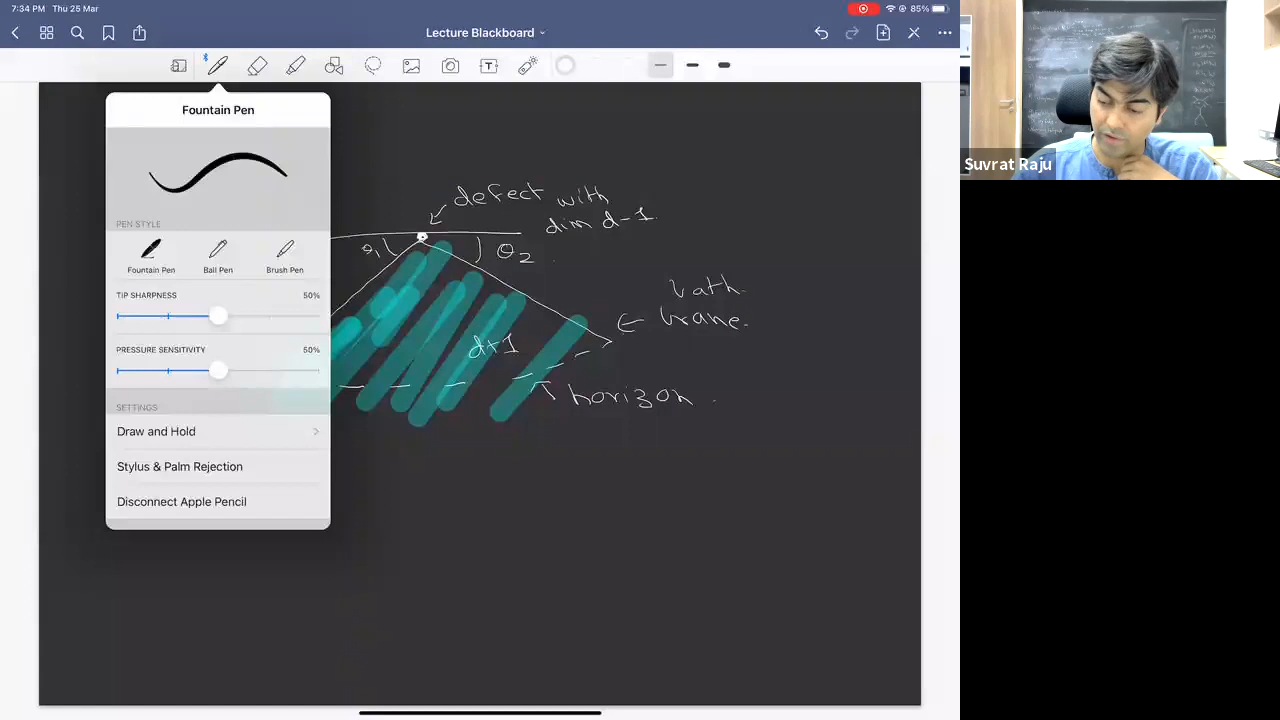 7:34 PM Thu 25 Mar
85%
Lecture Blackboard
Fountain Pen
PEN STYLE
Fountain Pen
Ball Pen
Brush Pen
TIP SHARPNESS 50%
PRESSURE SENSITIVITY 50%
SETTINGS
Draw and Hold
Stylus & Palm Rejection
Disconnect Apple Pencil
defect with
dim d-1.
θ1
θ2
bath
brane.
d+1
horizon
Suvrat Raju